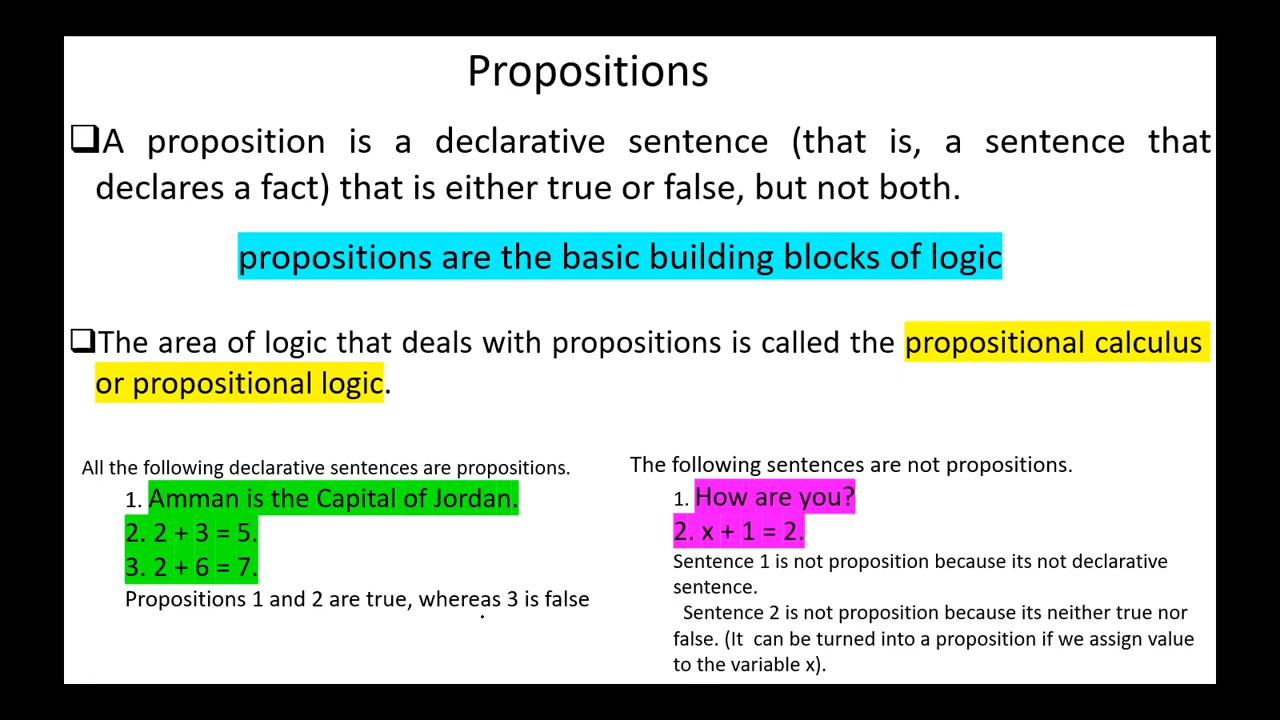 Propositions
❑A proposition is a declarative sentence (that is, a sentence that
declares a fact) that is either true or false, but not both.
propositions are the basic building blocks of logic
❑The area of logic that deals with propositions is called the propositional calculus
or propositional logic.
All the following declarative sentences are propositions.
1. Amman is the Capital of Jordan.
2. 2 + 3 = 5.
3. 2 + 6 = 7.
Propositions 1 and 2 are true, whereas 3 is false
The following sentences are not propositions.
1. How are you?
2. x + 1 = 2.
Sentence 1 is not proposition because its not declarative
sentence.
Sentence 2 is not proposition because its neither true nor
false. (It can be turned into a proposition if we assign value
to the variable x).